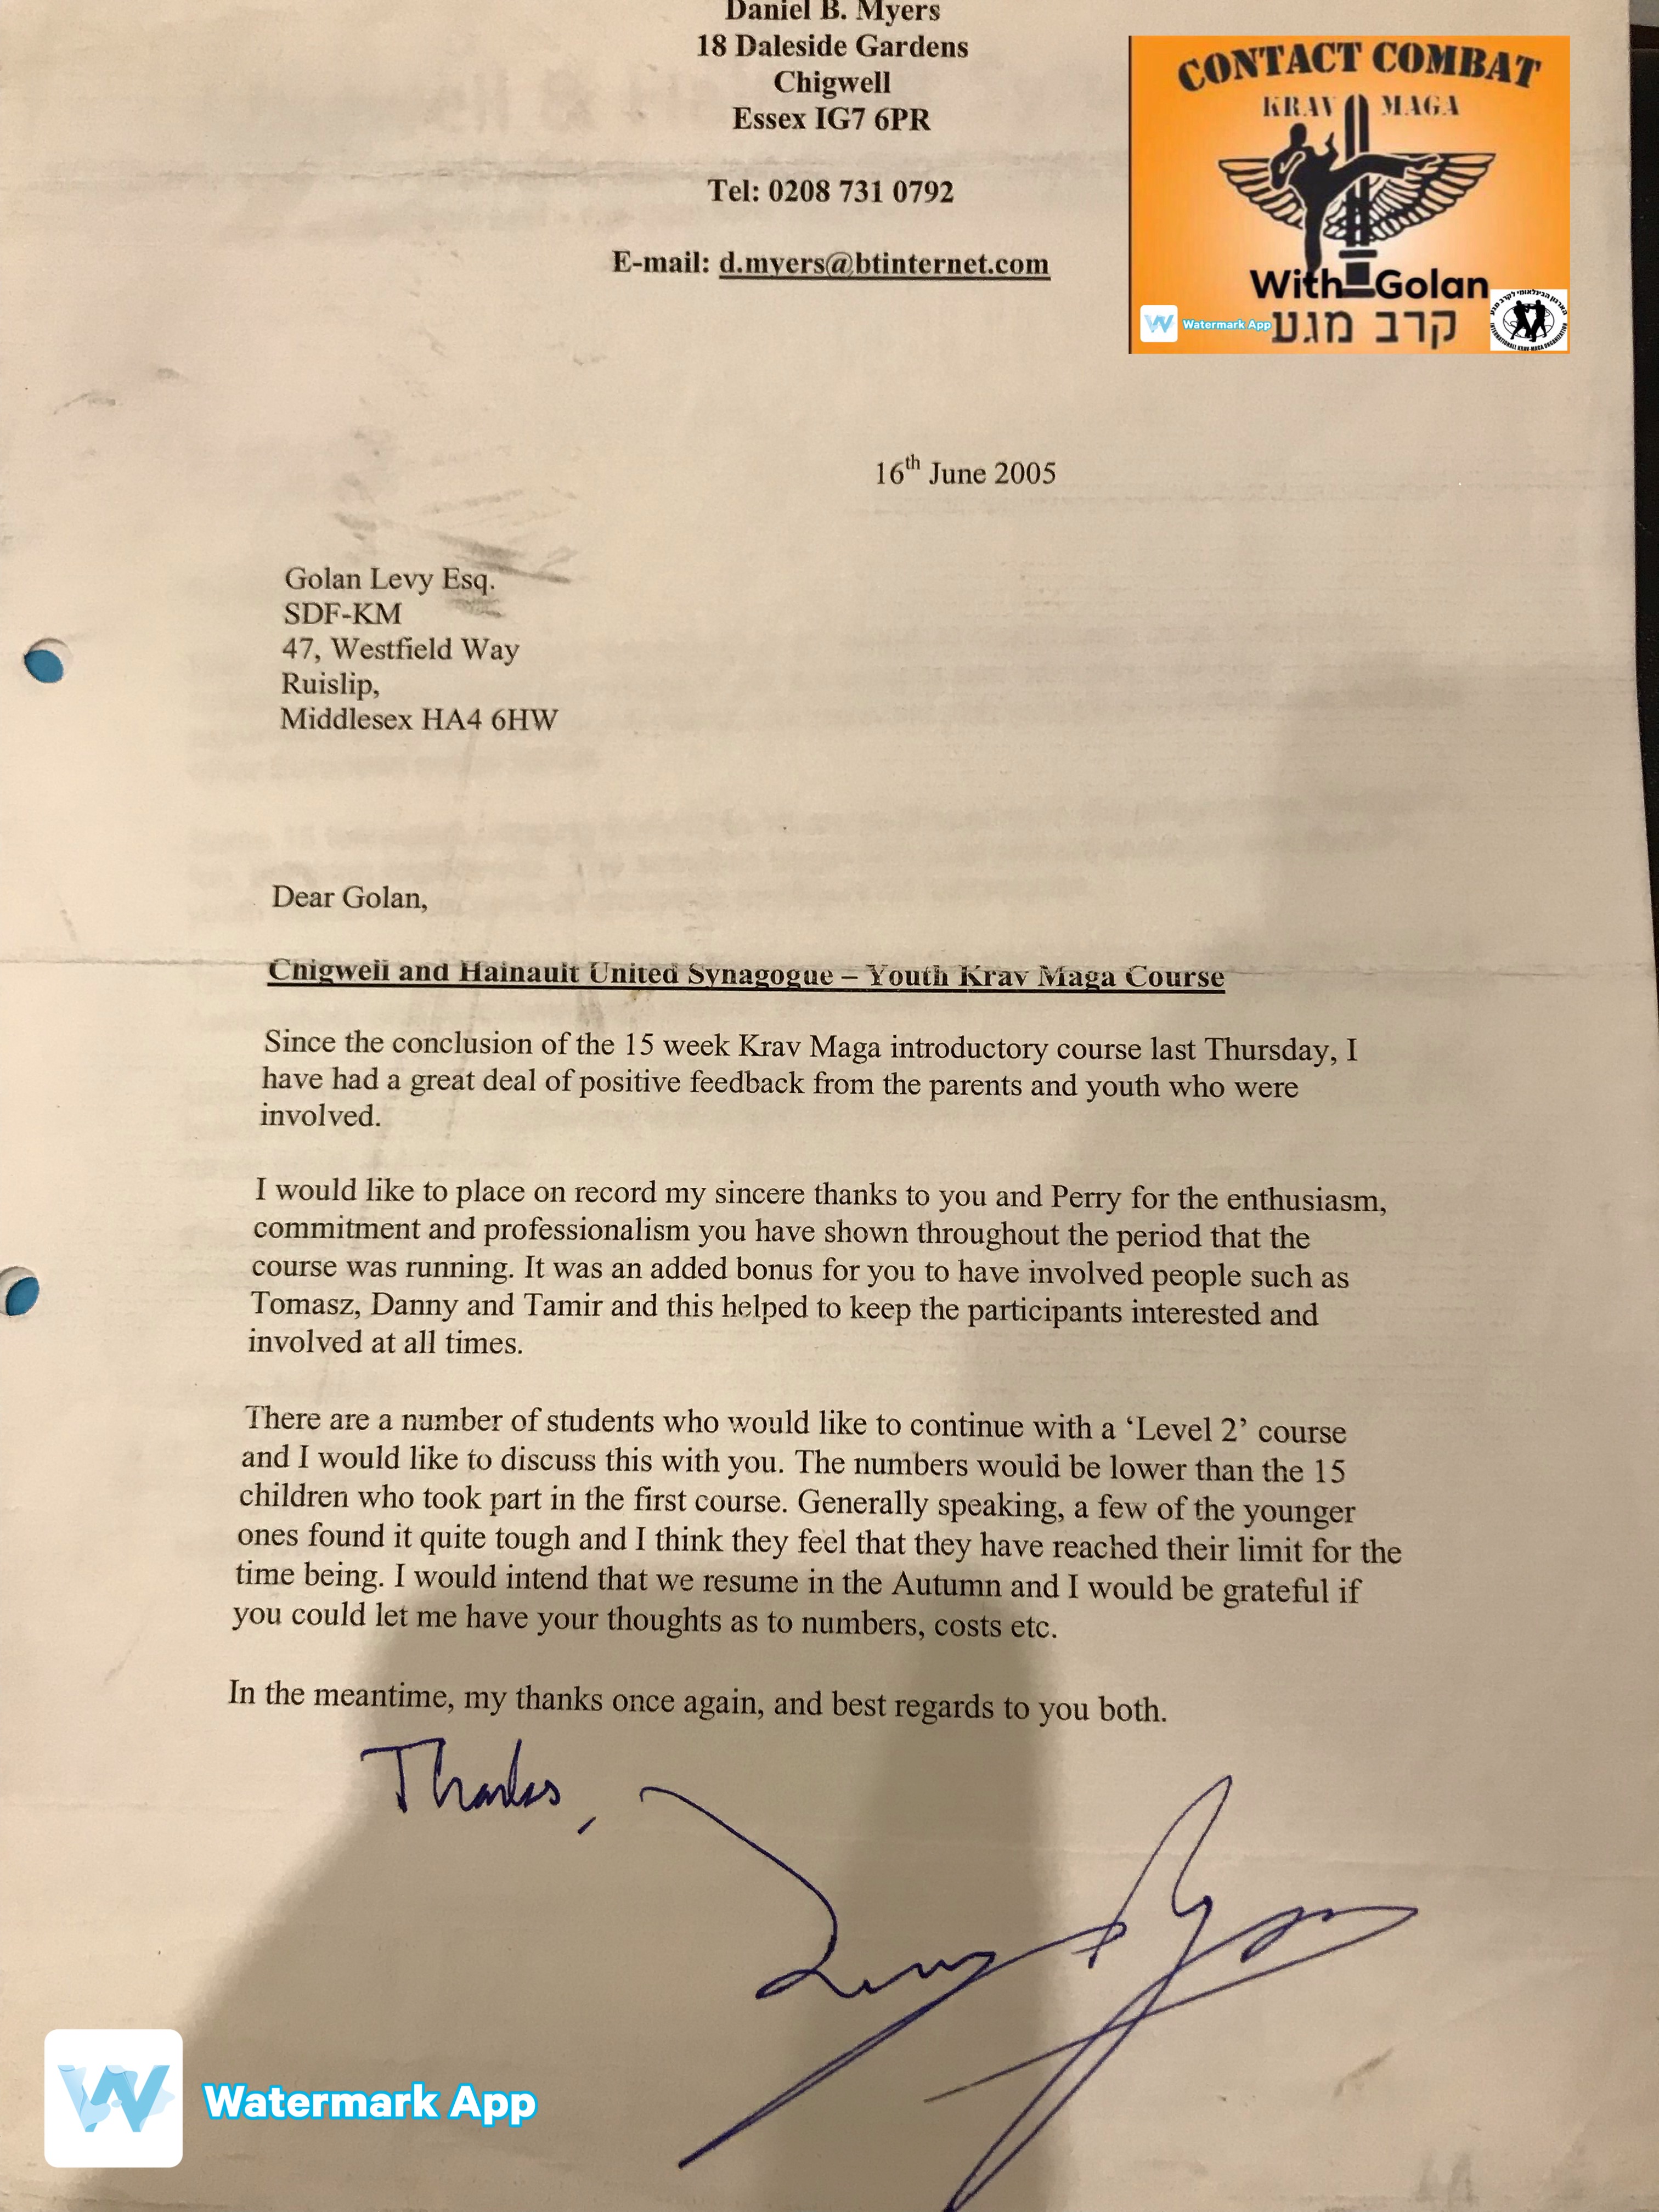 Daniel B. Myers
18 Daleside Gardens
Chigwell
Essex IG7 6PR
Tel: 0208 731 0792
E-mail: d.myers@btinternet.com
CONTACT COMBAT
KRAV MAGA
With Golan
Watermark App
קרב מגע
16th June 2005
Golan Levy Esq.
SDF-KM
47, Westfield Way
Ruislip,
Middlesex HA4 6HW
Dear Golan,
Chigwell and Hainault United Synagogue – Youth Krav Maga Course
Since the conclusion of the 15 week Krav Maga introductory course last Thursday, I
have had a great deal of positive feedback from the parents and youth who were
involved.
I would like to place on record my sincere thanks to you and Perry for the enthusiasm,
commitment and professionalism you have shown throughout the period that the
course was running. It was an added bonus for you to have involved people such as
Tomasz, Danny and Tamir and this helped to keep the participants interested and
involved at all times.
There are a number of students who would like to continue with a ‘Level 2’ course
and I would like to discuss this with you. The numbers would be lower than the 15
children who took part in the first course. Generally speaking, a few of the younger
ones found it quite tough and I think they feel that they have reached their limit for the
time being. I would intend that we resume in the Autumn and I would be grateful if
you could let me have your thoughts as to numbers, costs etc.
In the meantime, my thanks once again, and best regards to you both.
Thanks,
Watermark App